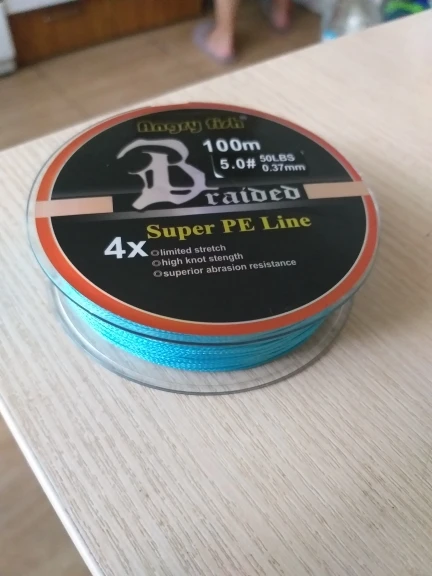 Angry fish
100m
5.0# 50LBS
0.37mm
Braided
Super PE Line
4x
limited stretch
high knot stength
superior abrasion resistance